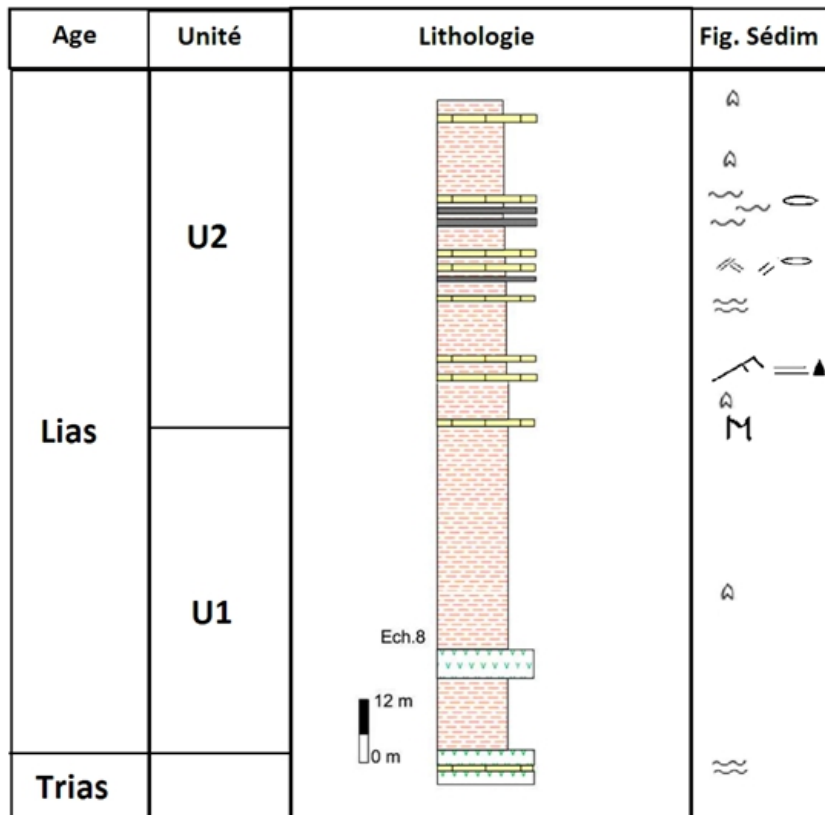 Age Unité Lithologie Fig. Sédim
U2
Lias
U1
Ech.8
12 m
0 m
Trias